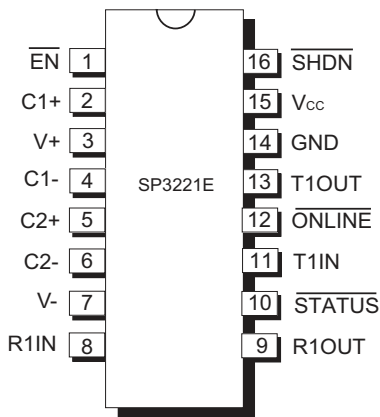 EN 1 16 SHDN
C1+ 2 15 Vcc
V+ 3 14 GND
C1- 4 SP3221E 13 T1OUT
C2+ 5 12 ONLINE
C2- 6 11 T1IN
V- 7 10 STATUS
R1IN 8 9 R1OUT